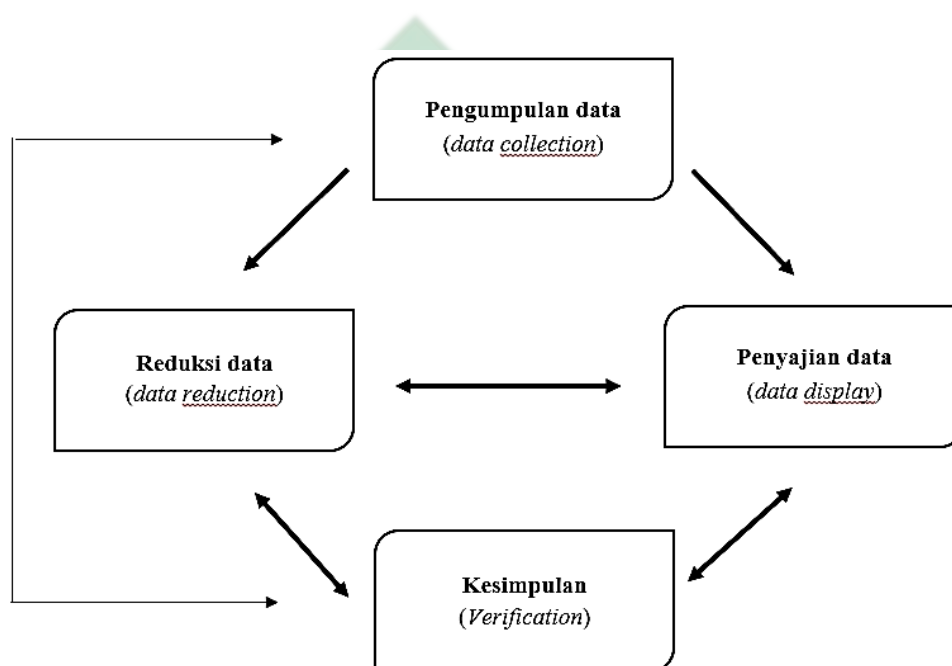 Pengumpulan data
(data collection)
Reduksi data
(data reduction)
Penyajian data
(data display)
Kesimpulan
(Verification)